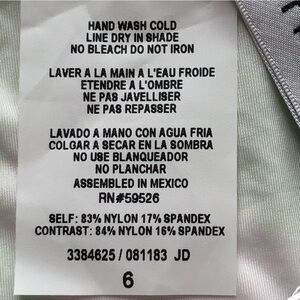 HAND WASH COLD
LINE DRY IN SHADE
NO BLEACH DO NOT IRON
LAVER A LA MAIN A L'EAU FROIDE
ETENDRE A L'OMBRE
NE PAS JAVELLISER
NE PAS REPASSER
LAVADO A MANO CON AGUA FRIA
COLGAR A SECAR EN LA SOMBRA
NO USE BLANQUEADOR
NO PLANCHAR
ASSEMBLED IN MEXICO
RN#59526
SELF: 83% NYLON 17% SPANDEX
CONTRAST: 84% NYLON 16% SPANDEX
3384625 / 081183 JD
6